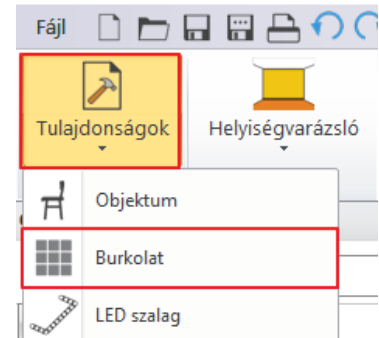 Fájl
Tulajdonságok Helyiségvarázsló
Objektum
Burkolat
LED szalag